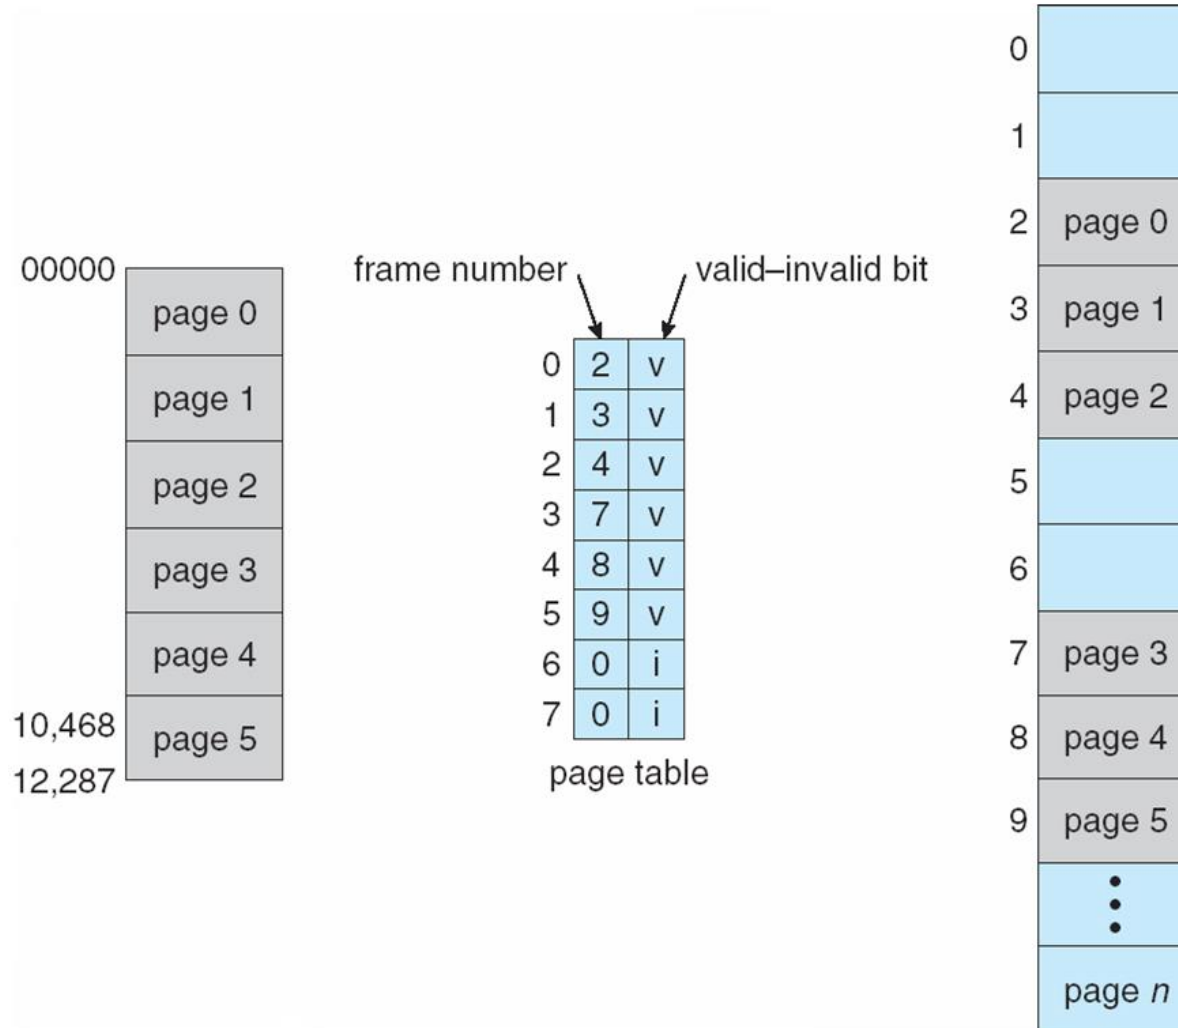 00000
page 0
page 1
page 2
page 3
page 4
10,468
page 5
12,287
frame number
valid–invalid bit
0 2 v
1 3 v
2 4 v
3 7 v
4 8 v
5 9 v
6 0 i
7 0 i
page table
0
1
2 page 0
3 page 1
4 page 2
5
6
7 page 3
8 page 4
9 page 5
page n